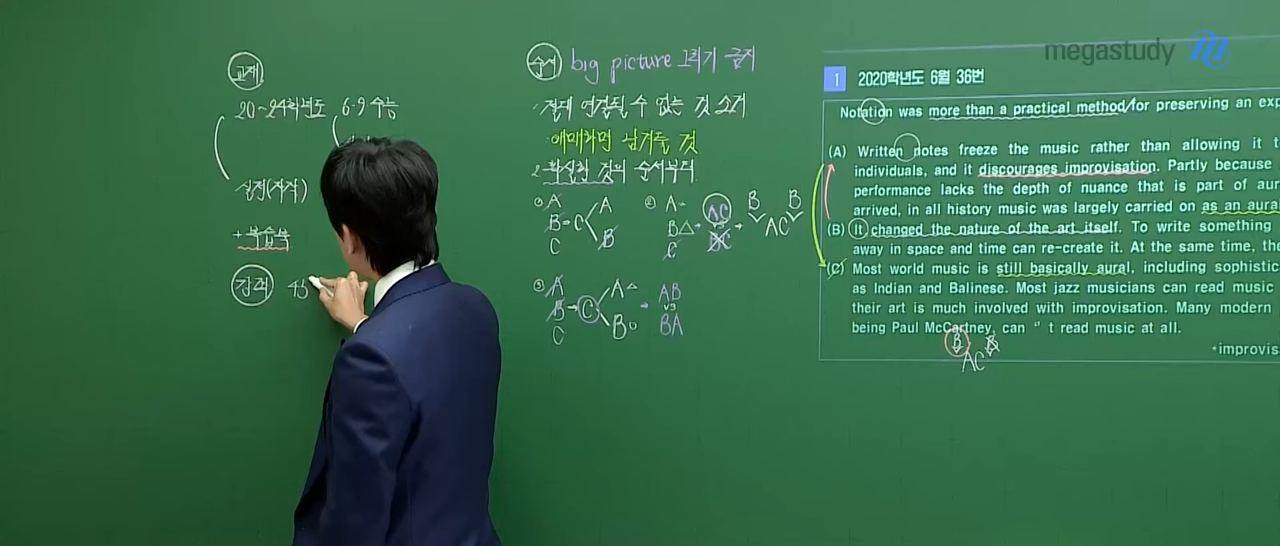 교재
20~24학년도 6·9 수능
실전(자작)
+ 복습북
강좌 45
순서 big picture 그리기 금지
1. 절대 연결될 수 없는 것 소거
애매하면 남겨둘 것
2. 확실한 것의 순서부터
① A
B → C A
C B
② A
B △
C
AC
vs
BC
B B
AC
③ A
B → C A
C B
AB
vs
BA
megastudy
1 2020학년도 6월 36번
Notation was more than a practical method for preserving an exp
(A) Written notes freeze the music rather than allowing it t
individuals, and it discourages improvisation. Partly because
performance lacks the depth of nuance that is part of aur
arrived, in all history music was largely carried on as an aura
(B) It changed the nature of the art itself. To write something
away in space and time can re-create it. At the same time, the
(C) Most world music is still basically aural, including sophistic
as Indian and Balinese. Most jazz musicians can read music
their art is much involved with improvisation. Many modern
being Paul McCartney, can ‘’ t read music at all.
B B
AC
*improvis